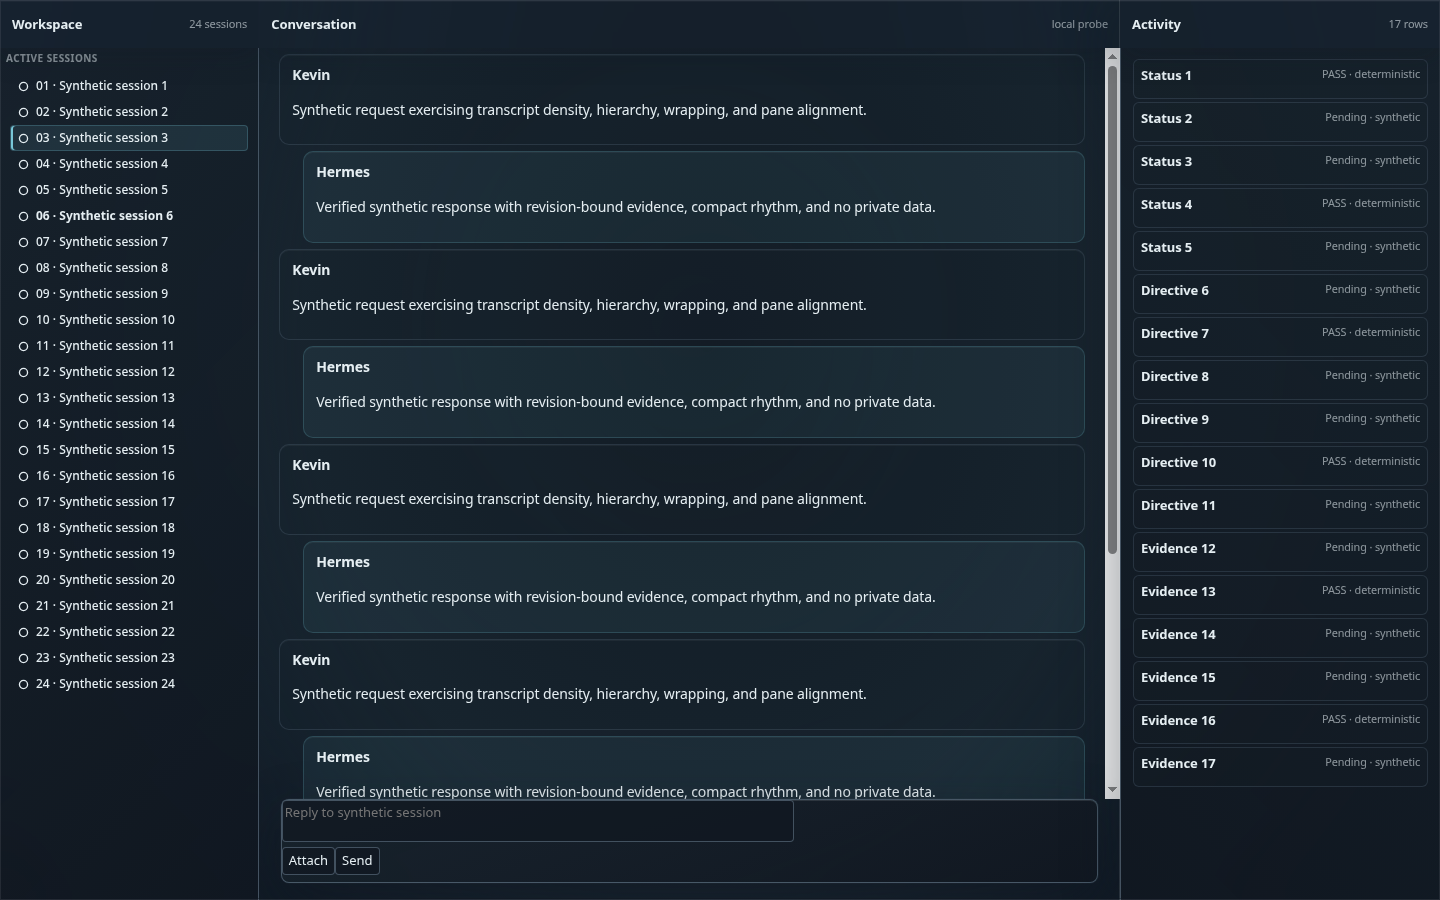 Workspace
24 sessions
ACTIVE SESSIONS
01 · Synthetic session 1
02 · Synthetic session 2
03 · Synthetic session 3
04 · Synthetic session 4
05 · Synthetic session 5
06 · Synthetic session 6
07 · Synthetic session 7
08 · Synthetic session 8
09 · Synthetic session 9
10 · Synthetic session 10
11 · Synthetic session 11
12 · Synthetic session 12
13 · Synthetic session 13
14 · Synthetic session 14
15 · Synthetic session 15
16 · Synthetic session 16
17 · Synthetic session 17
18 · Synthetic session 18
19 · Synthetic session 19
20 · Synthetic session 20
21 · Synthetic session 21
22 · Synthetic session 22
23 · Synthetic session 23
24 · Synthetic session 24
Conversation
local probe
Kevin
Synthetic request exercising transcript density, hierarchy, wrapping, and pane alignment.
Hermes
Verified synthetic response with revision-bound evidence, compact rhythm, and no private data.
Kevin
Synthetic request exercising transcript density, hierarchy, wrapping, and pane alignment.
Hermes
Verified synthetic response with revision-bound evidence, compact rhythm, and no private data.
Kevin
Synthetic request exercising transcript density, hierarchy, wrapping, and pane alignment.
Hermes
Verified synthetic response with revision-bound evidence, compact rhythm, and no private data.
Kevin
Synthetic request exercising transcript density, hierarchy, wrapping, and pane alignment.
Hermes
Verified synthetic response with revision-bound evidence, compact rhythm, and no private data.
Reply to synthetic session
Attach
Send
Activity
17 rows
Status 1
PASS · deterministic
Status 2
Pending · synthetic
Status 3
Pending · synthetic
Status 4
PASS · deterministic
Status 5
Pending · synthetic
Directive 6
Pending · synthetic
Directive 7
PASS · deterministic
Directive 8
Pending · synthetic
Directive 9
Pending · synthetic
Directive 10
PASS · deterministic
Directive 11
Pending · synthetic
Evidence 12
Pending · synthetic
Evidence 13
PASS · deterministic
Evidence 14
Pending · synthetic
Evidence 15
Pending · synthetic
Evidence 16
PASS · deterministic
Evidence 17
Pending · synthetic